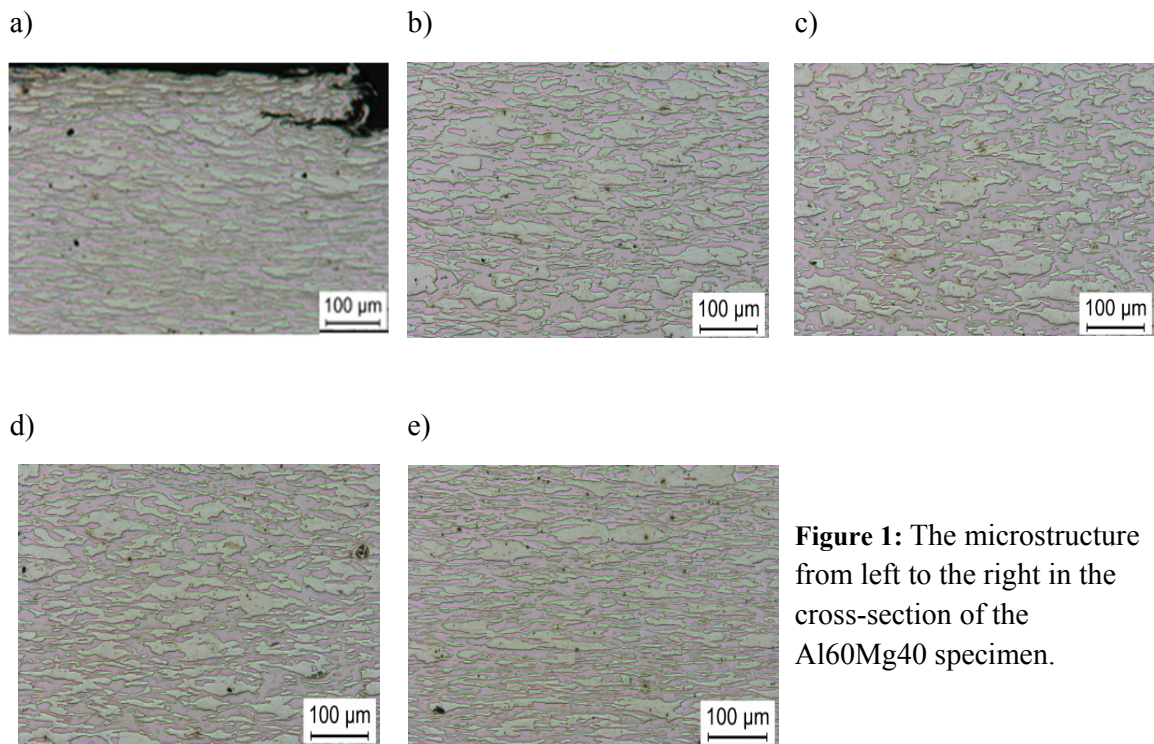 a)
b)
c)
100 µm
100 µm
100 µm
d)
e)
100 µm
100 µm
Figure 1: The microstructure
from left to the right in the
cross-section of the
Al60Mg40 specimen.